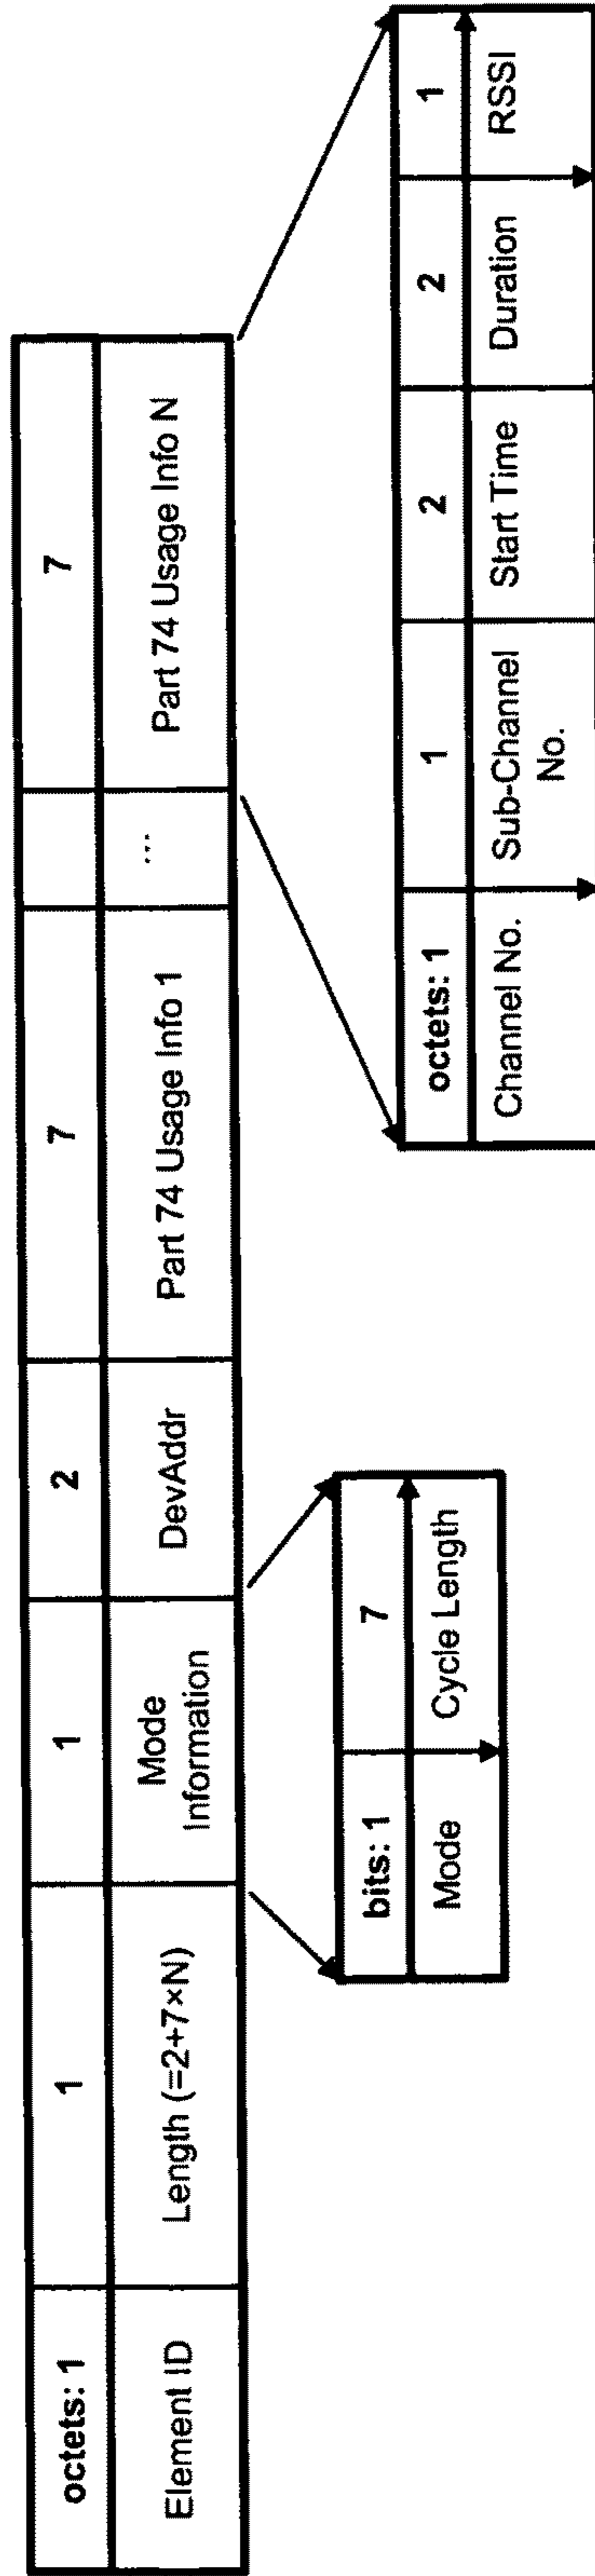 octets: 1 1 1 2 7 7
Element ID Length (=2+7×N) Mode DevAddr Part 74 Usage Info 1 ... Part 74 Usage Info N
Information
bits: 1 7
Mode Cycle Length
octets: 1 1 2 2 1
Channel No. Sub-Channel Start Time Duration RSSI
No.